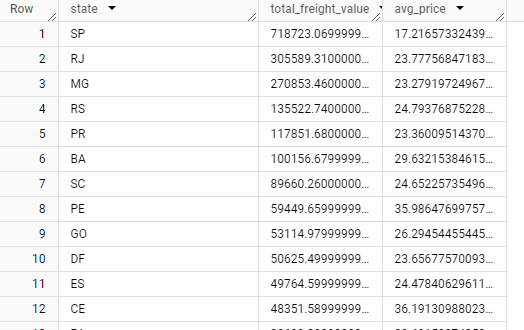 Row state total_freight_value avg_price
1 SP 718723.0699999... 17.21657332439...
2 RJ 305589.3100000... 23.77756847183...
3 MG 270853.4600000... 23.27919724967...
4 RS 135522.7400000... 24.79376875228...
5 PR 117851.6800000... 23.36009514370...
6 BA 100156.6799999... 29.63215384615...
7 SC 89660.26000000... 24.65225735496...
8 PE 59449.65999999... 35.98647699757...
9 GO 53114.97999999... 26.29454455445...
10 DF 50625.49999999... 23.65677570093...
11 ES 49764.59999999... 24.47840629611...
12 CE 48351.58999999... 36.19130988023...